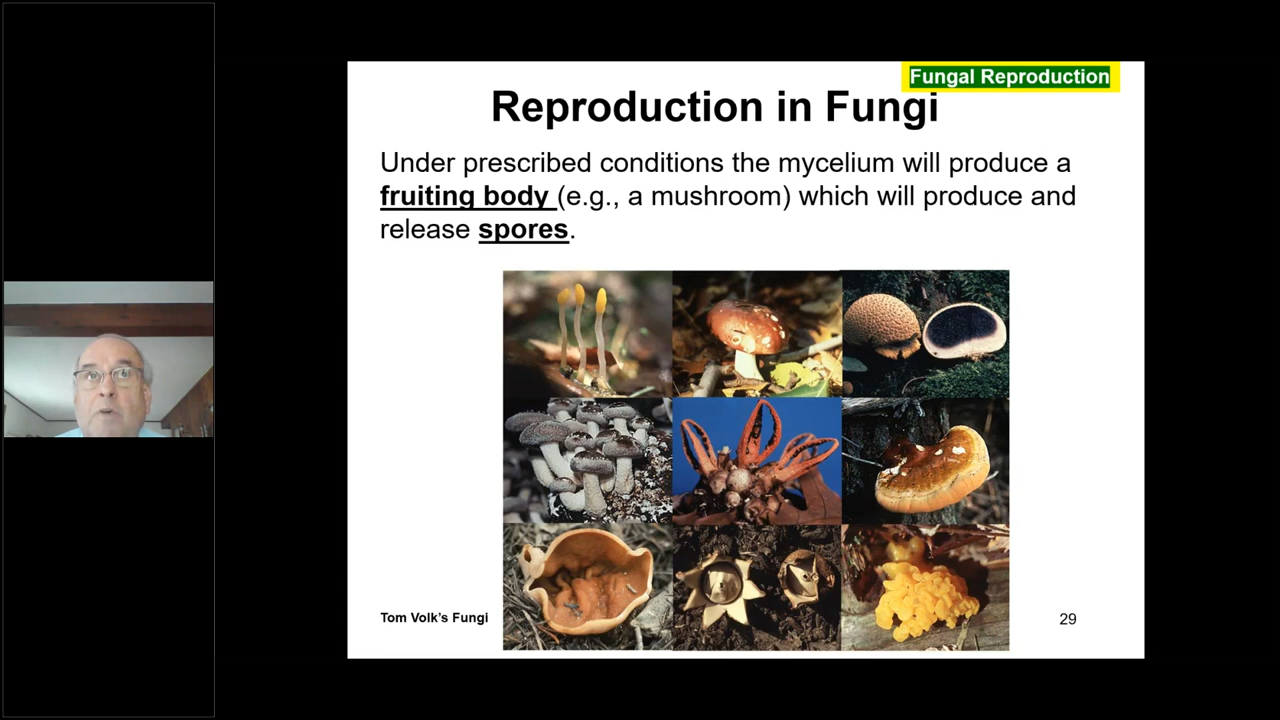 Fungal Reproduction
Reproduction in Fungi
Under prescribed conditions the mycelium will produce a
fruiting body (e.g., a mushroom) which will produce and
release spores.
Tom Volk's Fungi
29